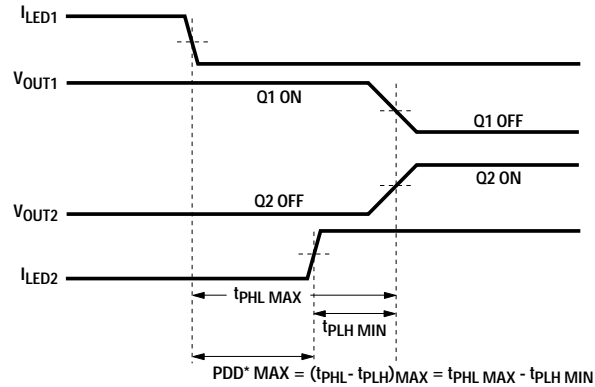 ILED1
VOUT1
Q1 ON
Q1 OFF
Q2 ON
Q2 OFF
VOUT2
ILED2
tPHL MAX
tPLH MIN
PDD* MAX = (tPHL- tPLH)MAX = tPHL MAX - tPLH MIN